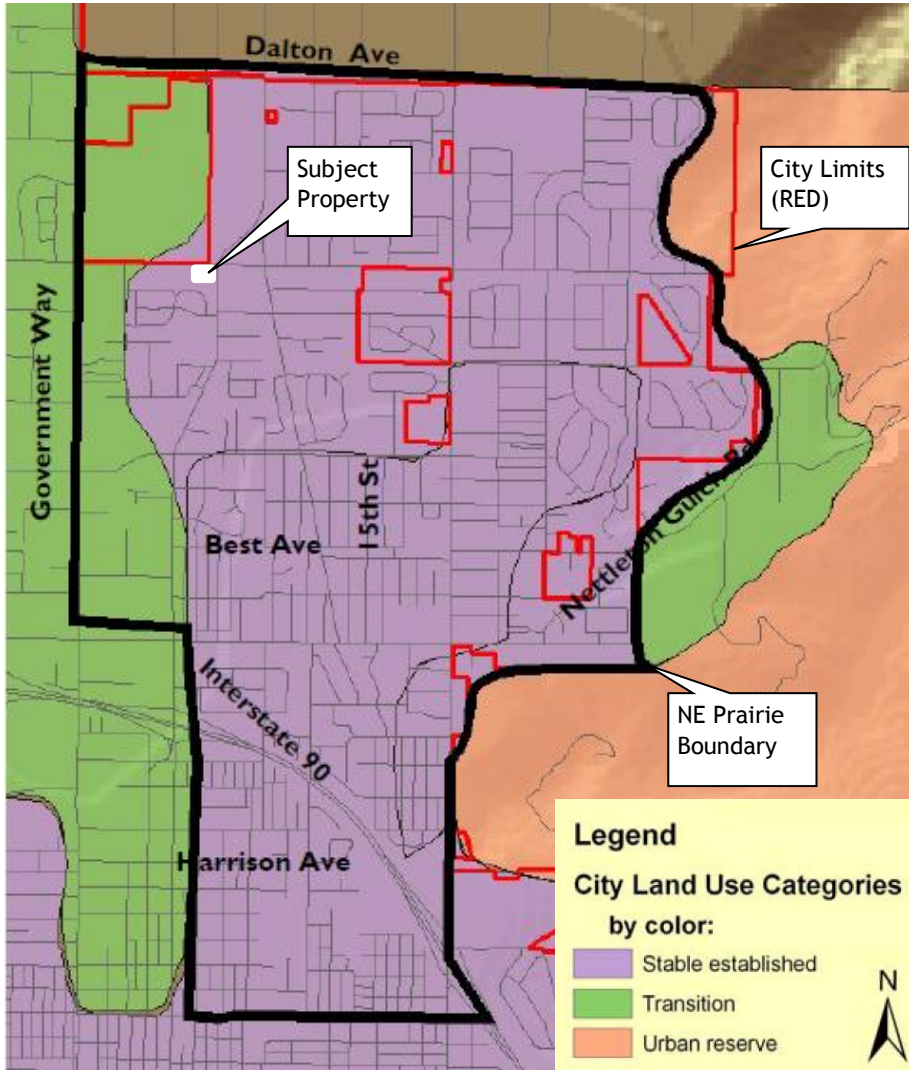 Dalton Ave
Subject
Property
City Limits
(RED)
Government Way
15th St
Best Ave
Nettleton Gulch Rd
Interstate 90
NE Prairie
Boundary
Harrison Ave
Legend
City Land Use Categories
by color:
Stable established
Transition
Urban reserve
N